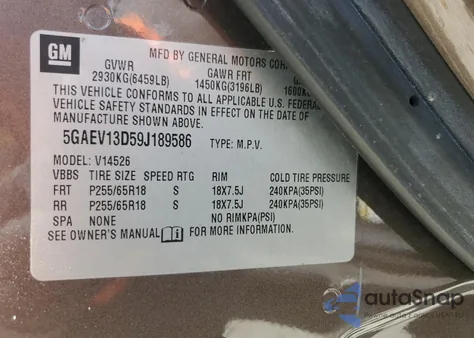 GM
MFD BY GENERAL MOTORS
GVWR GAWR FRT
2930KG(6459LB) 1450KG(3196LB)
THIS VEHICLE CONFORMS TO ALL APPLICABLE U.S. FEDERAL
VEHICLE SAFETY STANDARDS IN EFFECT ON THE DATE OF
MANUFACTURE SHOWN ABOVE.
5GAEV13D59J189586 TYPE: M.P.V.
MODEL: V14526
VBBS TIRE SIZE SPEED RTG RIM COLD TIRE PRESSURE
FRT P255/65R18 S 18X7.5J 240KPA(35PSI)
RR P255/65R18 S 18X7.5J 240KPA(35PSI)
SPA NONE NO RIMKPA(PSI)
SEE OWNER'S MANUAL FOR MORE INFORMATION.
autoSnap